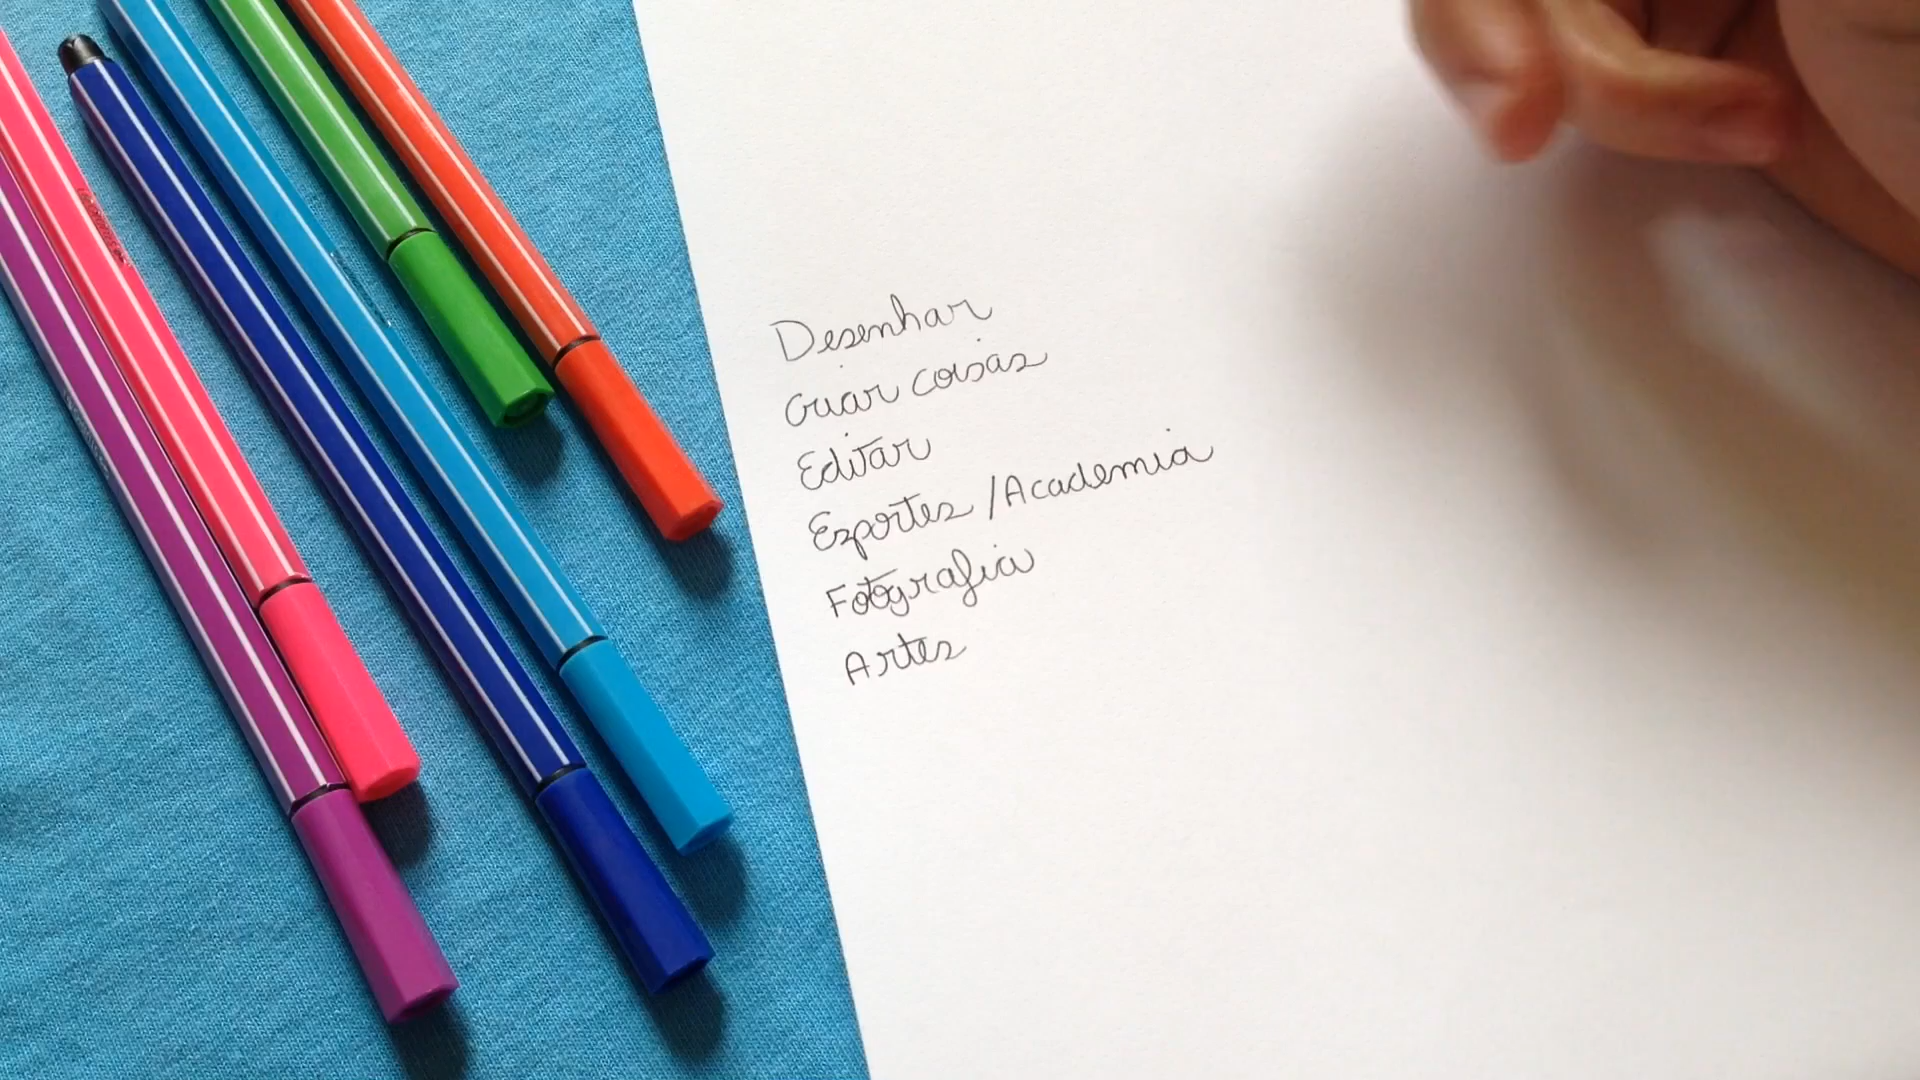 Desenhar
Criar coisas
Editar
Esportes / Academia
Fotografia
Artes